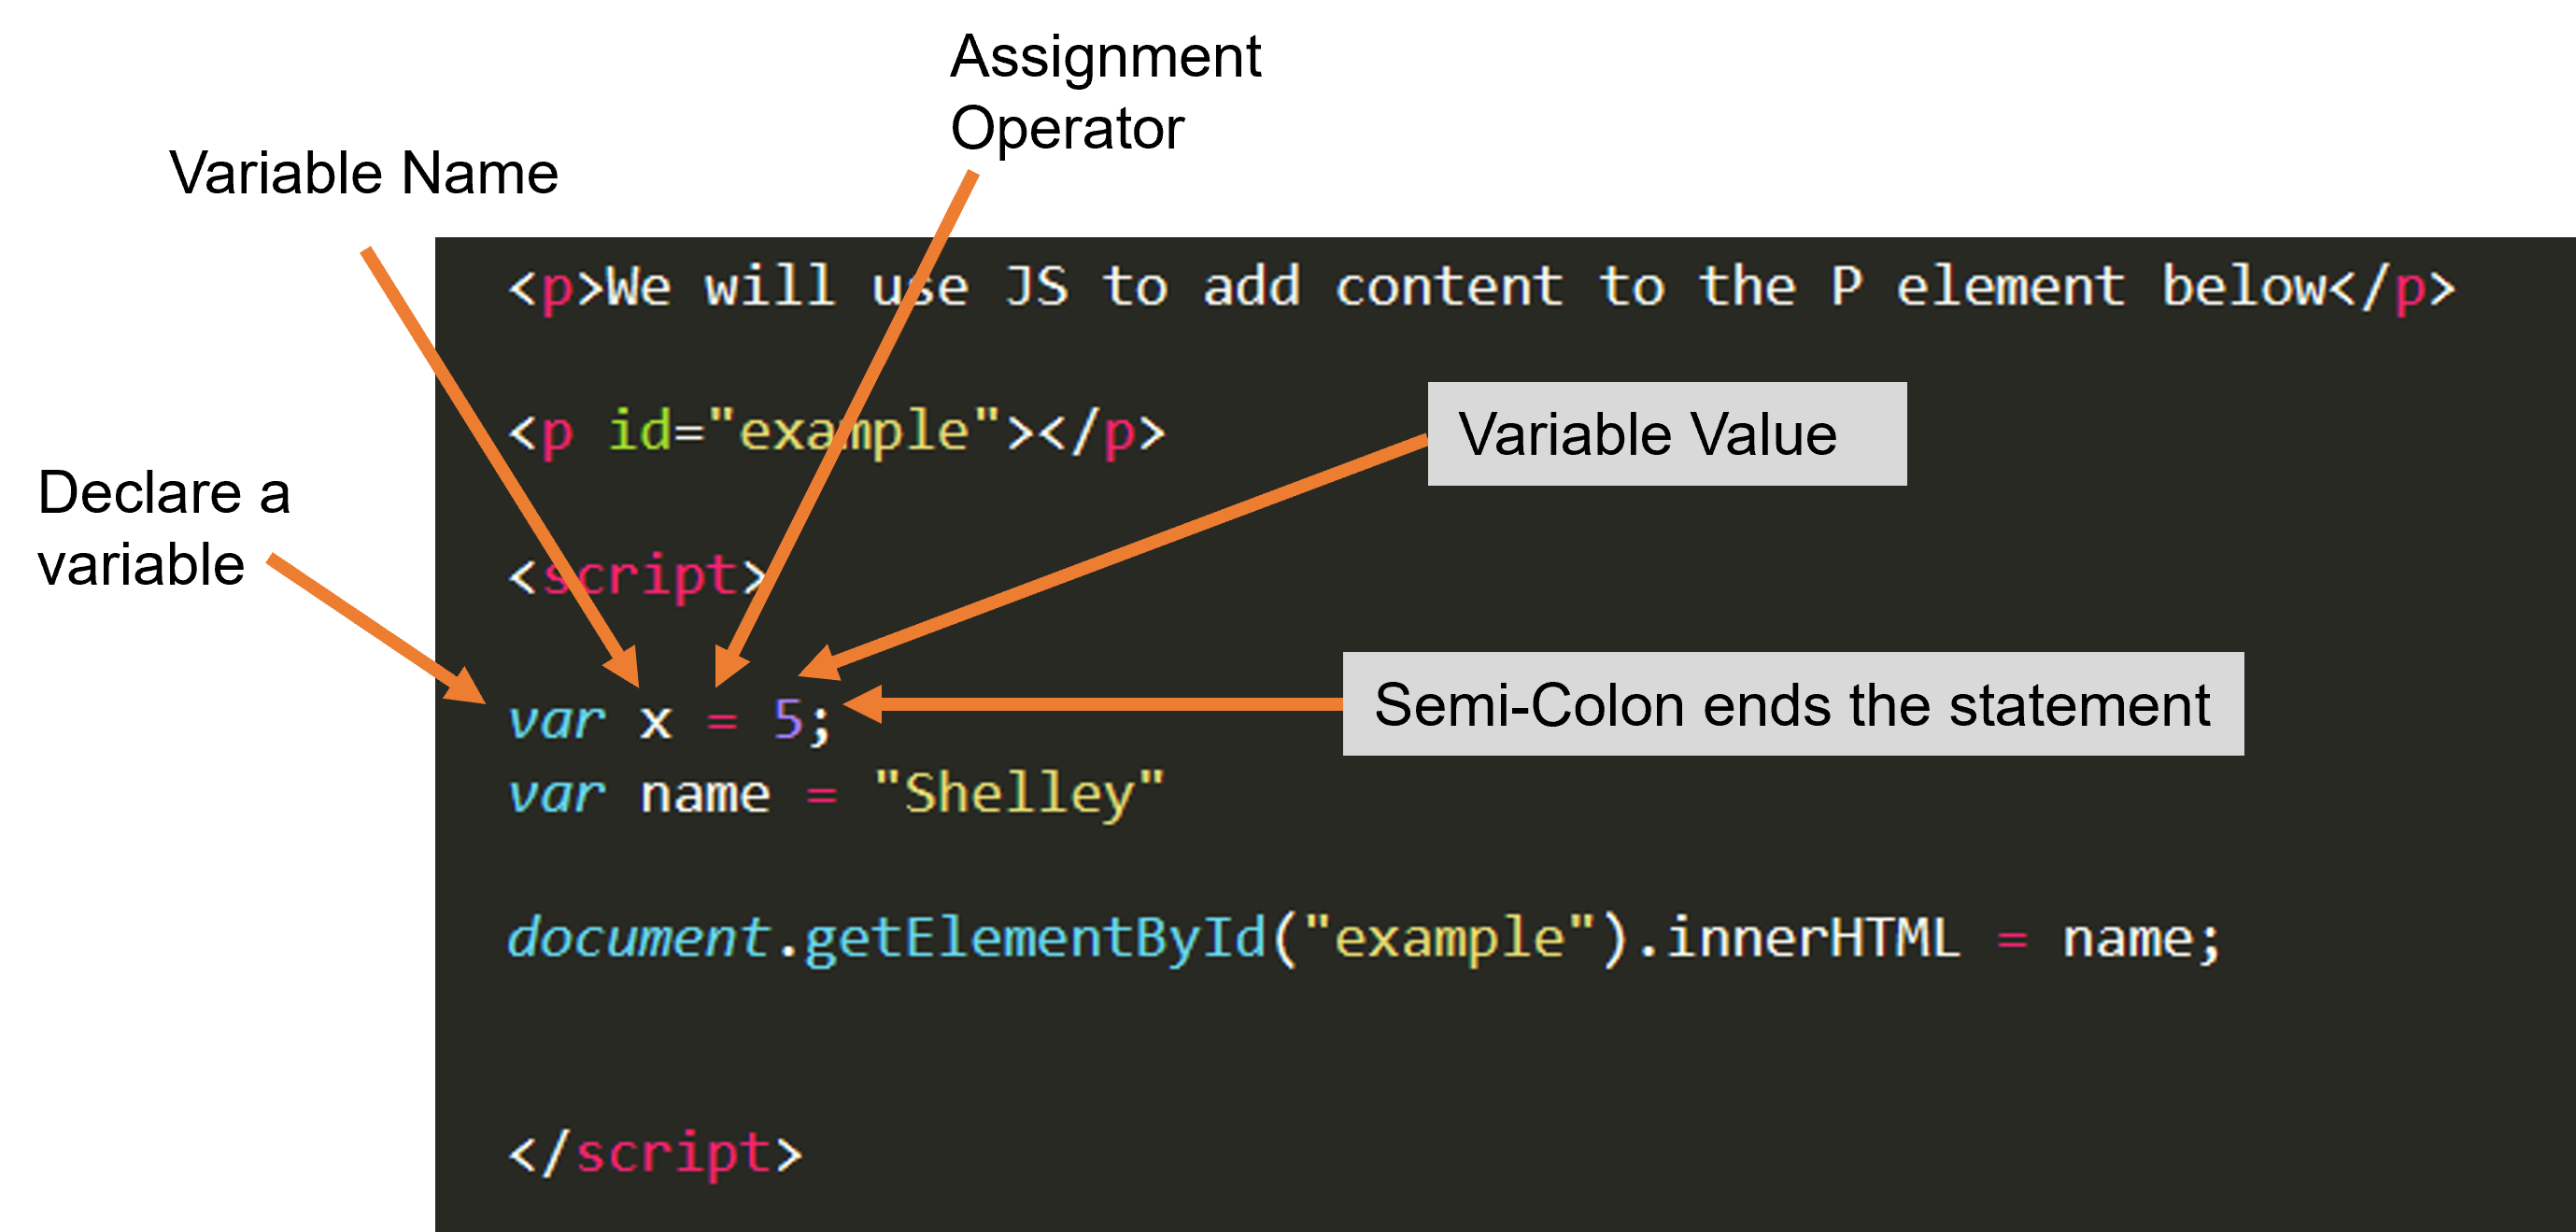 Assignment
Operator
Variable Name
<p>We will use JS to add content to the P element below</p>
Variable Value
<p id="example"></p>
Declare a
variable
<script>
Semi-Colon ends the statement
var x = 5;
var name = "Shelley"
document.getElementById("example").innerHTML = name;
</script>